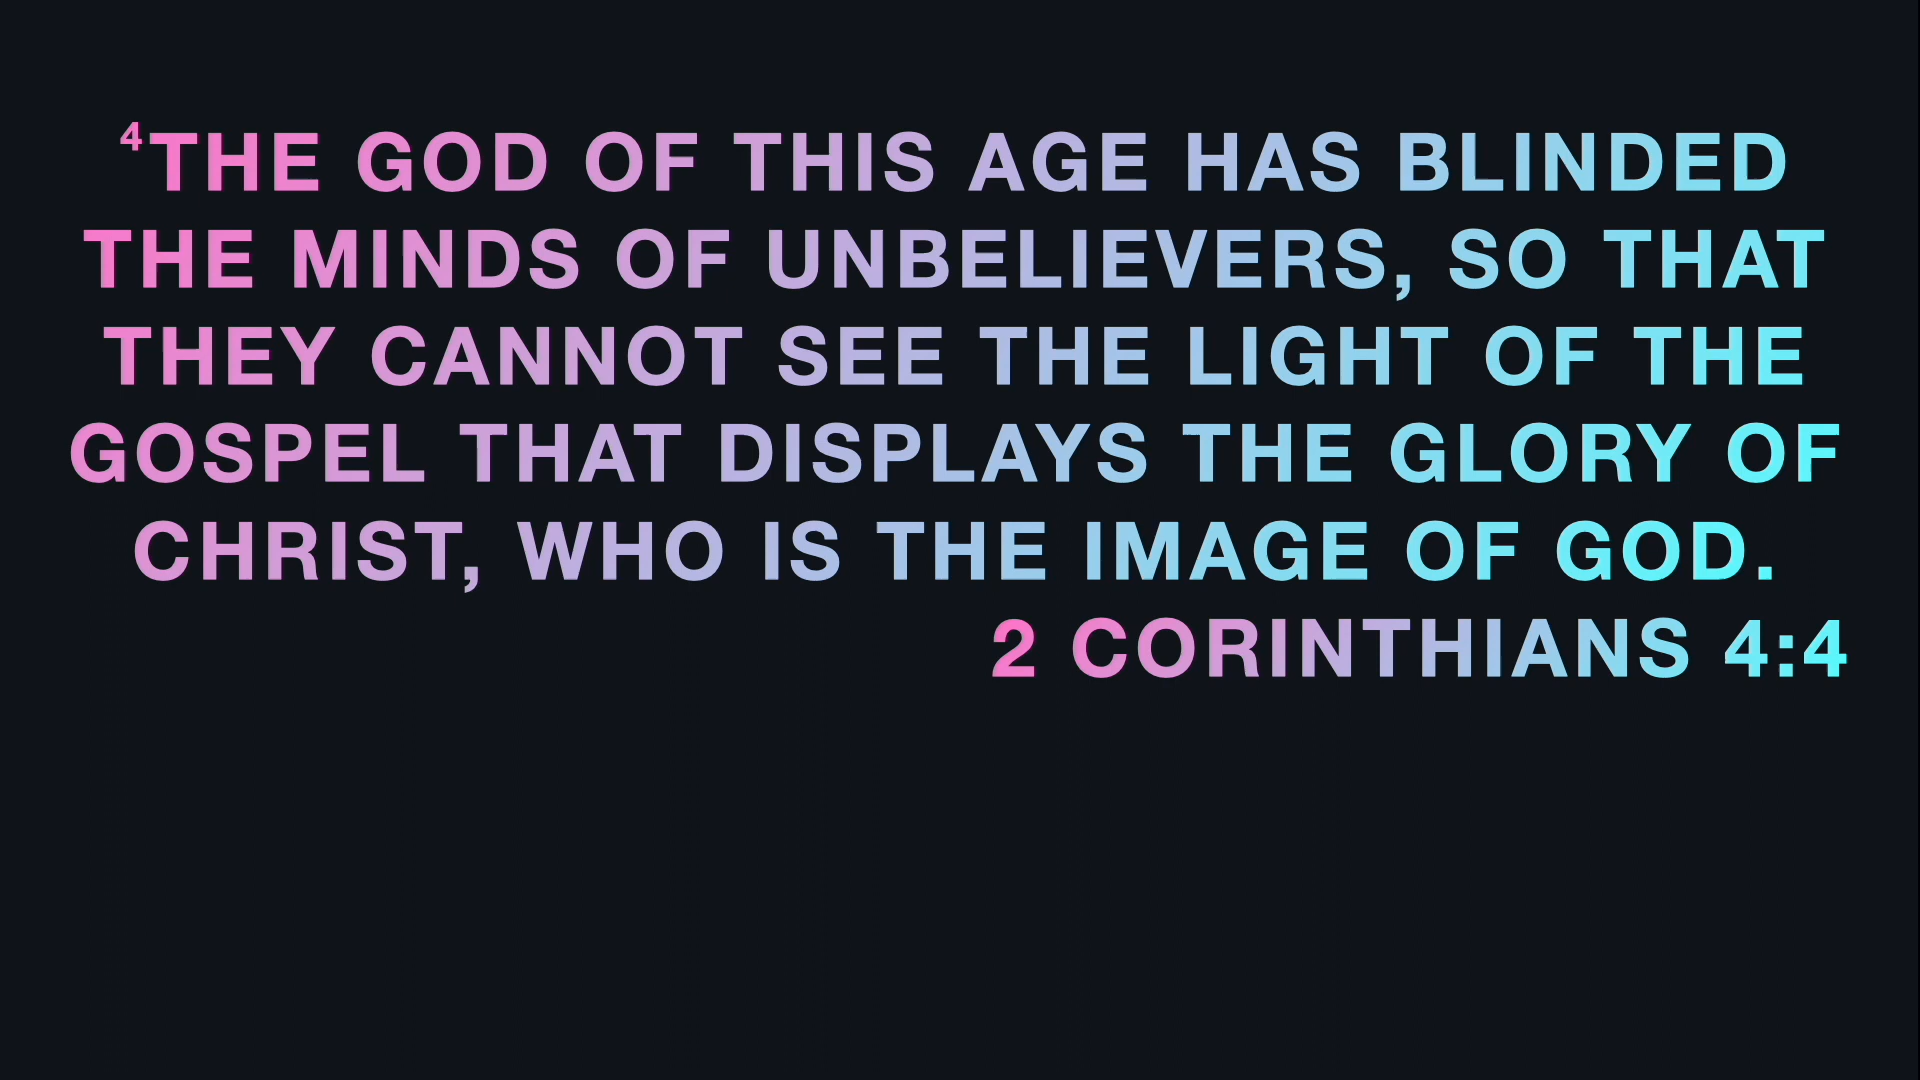 ⁴THE GOD OF THIS AGE HAS BLINDED
THE MINDS OF UNBELIEVERS, SO THAT
THEY CANNOT SEE THE LIGHT OF THE
GOSPEL THAT DISPLAYS THE GLORY OF
CHRIST, WHO IS THE IMAGE OF GOD.
2 CORINTHIANS 4:4